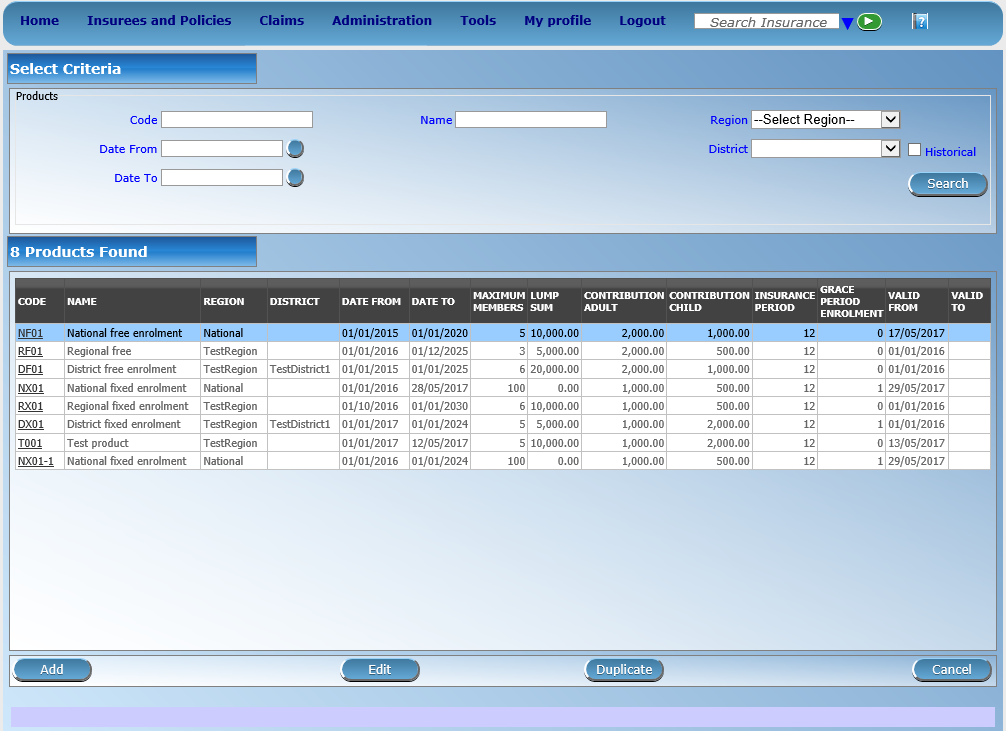 Home Insurees and Policies Claims Administration Tools My profile Logout Search Insurance ?
Select Criteria
Products
Code Name Region --Select Region--
Date From District Historical
Date To
Search
8 Products Found
CODE NAME REGION DISTRICT DATE FROM DATE TO MAXIMUM MEMBERS LUMP SUM CONTRIBUTION ADULT CONTRIBUTION CHILD INSURANCE PERIOD GRACE PERIOD ENROLMENT VALID FROM VALID TO
NF01 National free enrolment National 01/01/2015 01/01/2020 5 10,000.00 2,000.00 1,000.00 12 0 17/05/2017
RF01 Regional free TestRegion 01/01/2016 01/12/2025 3 5,000.00 2,000.00 500.00 12 0 01/01/2016
DF01 District free enrolment TestRegion TestDistrict1 01/01/2015 01/01/2025 6 20,000.00 2,000.00 1,000.00 12 0 01/01/2016
NX01 National fixed enrolment National 01/01/2016 28/05/2017 100 0.00 1,000.00 500.00 12 1 29/05/2017
RX01 Regional fixed enrolment TestRegion 01/10/2016 01/01/2030 6 10,000.00 1,000.00 500.00 12 0 01/01/2016
DX01 District fixed enrolment TestRegion TestDistrict1 01/01/2017 01/01/2024 5 5,000.00 1,000.00 2,000.00 12 1 01/01/2016
T001 Test product TestRegion 01/01/2017 12/05/2017 5 10,000.00 1,000.00 2,000.00 12 0 13/05/2017
NX01-1 National fixed enrolment National 01/01/2016 01/01/2024 100 0.00 1,000.00 500.00 12 1 29/05/2017
Add Edit Duplicate Cancel